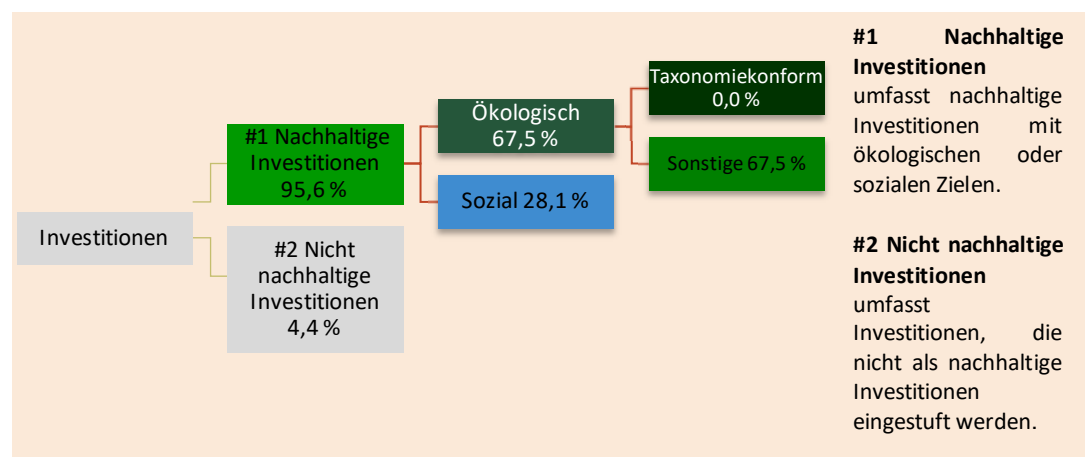 Investitionen
#1 Nachhaltige
Investitionen
95,6 %
#2 Nicht
nachhaltige
Investitionen
4,4 %
Ökologisch
67,5 %
Sozial 28,1 %
Taxonomiekonform
0,0 %
Sonstige 67,5 %
#1 Nachhaltige
Investitionen
umfasst nachhaltige
Investitionen mit
ökologischen oder
sozialen Zielen.
#2 Nicht nachhaltige
Investitionen
umfasst
Investitionen, die
nicht als nachhaltige
Investitionen
eingestuft werden.